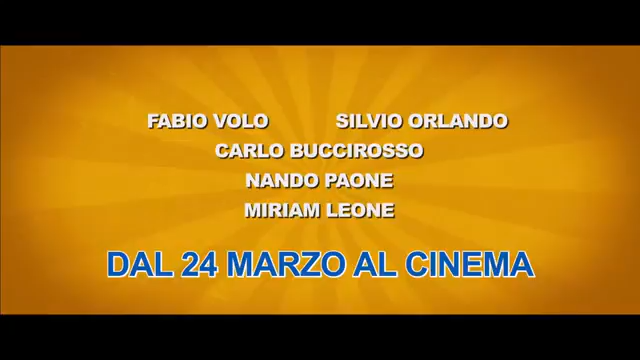 FABIO VOLO SILVIO ORLANDO
CARLO BUCCIROSSO
NANDO PAONE
MIRIAM LEONE
DAL 24 MARZO AL CINEMA